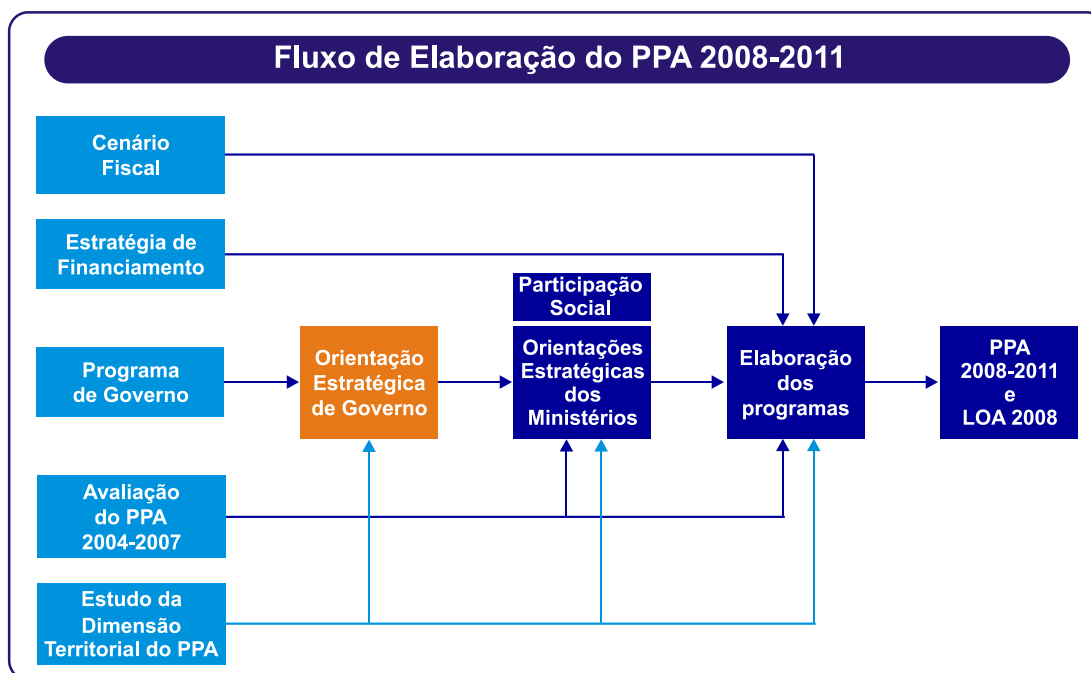 Fluxo de Elaboração do PPA 2008-2011
Cenário
Fiscal
Estratégia de
Financiamento
Programa
de Governo
Avaliação
do PPA
2004-2007
Estudo da
Dimensão
Territorial do PPA
Orientação
Estratégica
de Governo
Participação
Social
Orientações
Estratégicas
dos
Ministérios
Elaboração
dos
programas
PPA
2008-2011
e
LOA 2008